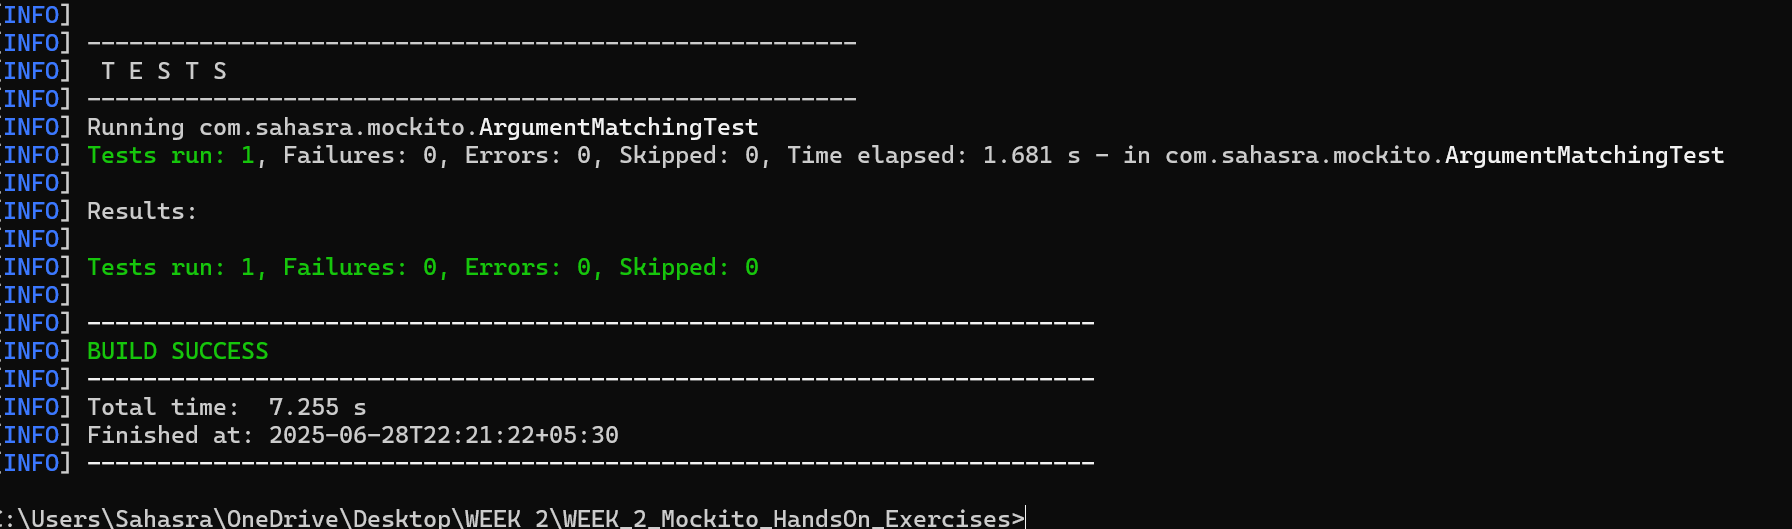 [INFO]
[INFO] -------------------------------------------------------
[INFO]  T E S T S
[INFO] -------------------------------------------------------
[INFO] Running com.sahasra.mockito.ArgumentMatchingTest
[INFO] Tests run: 1, Failures: 0, Errors: 0, Skipped: 0, Time elapsed: 1.681 s - in com.sahasra.mockito.ArgumentMatchingTest
[INFO]
[INFO] Results:
[INFO]
[INFO] Tests run: 1, Failures: 0, Errors: 0, Skipped: 0
[INFO]
[INFO] ------------------------------------------------------------------------
[INFO] BUILD SUCCESS
[INFO] ------------------------------------------------------------------------
[INFO] Total time:  7.255 s
[INFO] Finished at: 2025-06-28T22:21:22+05:30
[INFO] ------------------------------------------------------------------------
C:\Users\Sahasra\OneDrive\Desktop\WEEK 2\WEEK_2_Mockito_HandsOn_Exercises>